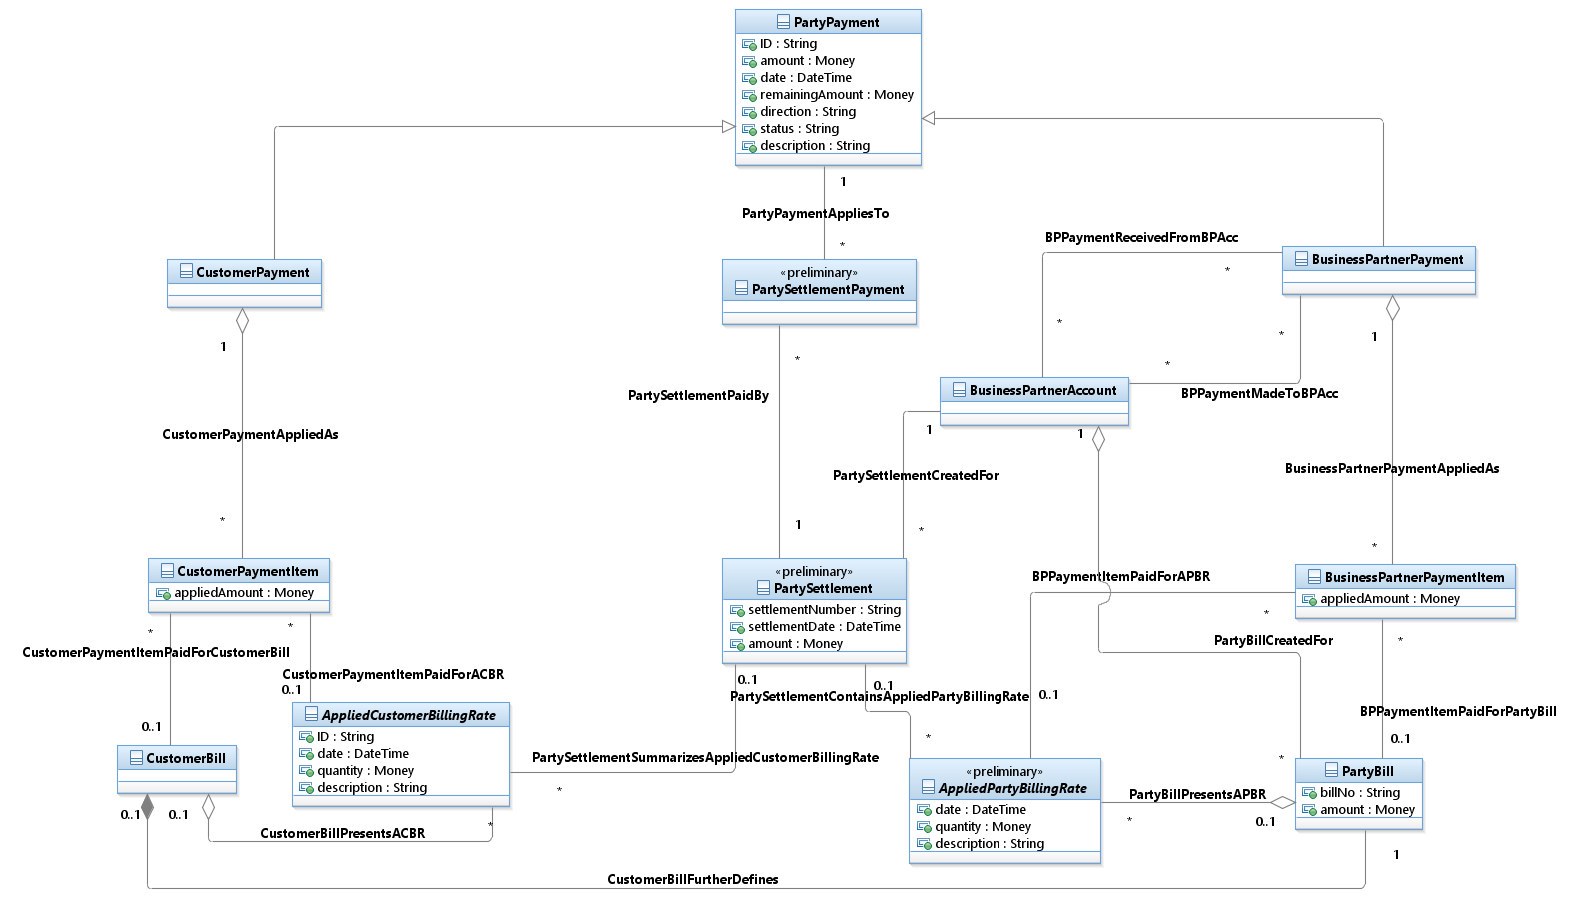 PartyPayment
ID : String
amount : Money
date : DateTime
remainingAmount : Money
direction : String
status : String
description : String
1
PartyPaymentAppliesTo
*
BPPaymentReceivedFromBPAcc
*
*
CustomerPayment
1
«preliminary»
PartySettlementPayment
*
BusinessPartnerPayment
1
*
*
BPPaymentMadeToBPAcc
PartySettlementPaidBy
BusinessPartnerAccount
1
1
CustomerPaymentAppliedAs
*
PartySettlementCreatedFor
BusinessPartnerPaymentAppliedAs
1
*
*
CustomerPaymentItem
appliedAmount : Money
«preliminary»
PartySettlement
settlementNumber : String
settlementDate : DateTime
amount : Money
BPPaymentItemPaidForAPBR
*
BusinessPartnerPaymentItem
appliedAmount : Money
*
*
*
CustomerPaymentItemPaidForCustomerBill
PartyBillCreatedFor
CustomerPaymentItemPaidForACBR
0..1
0..1
0..1
PartySettlementContainsAppliedPartyBillingRate
0..1
BPPaymentItemPaidForPartyBill
0..1
0..1
*
*
AppliedCustomerBillingRate
ID : String
date : DateTime
quantity : Money
description : String
PartySettlementSummarizesAppliedCustomerBillingRate
*
CustomerBill
0..1
0..1
CustomerBillPresentsACBR
*
«preliminary»
AppliedPartyBillingRate
date : DateTime
quantity : Money
description : String
PartyBillPresentsAPBR
*
0..1
PartyBill
billNo : String
amount : Money
1
CustomerBillFurtherDefines